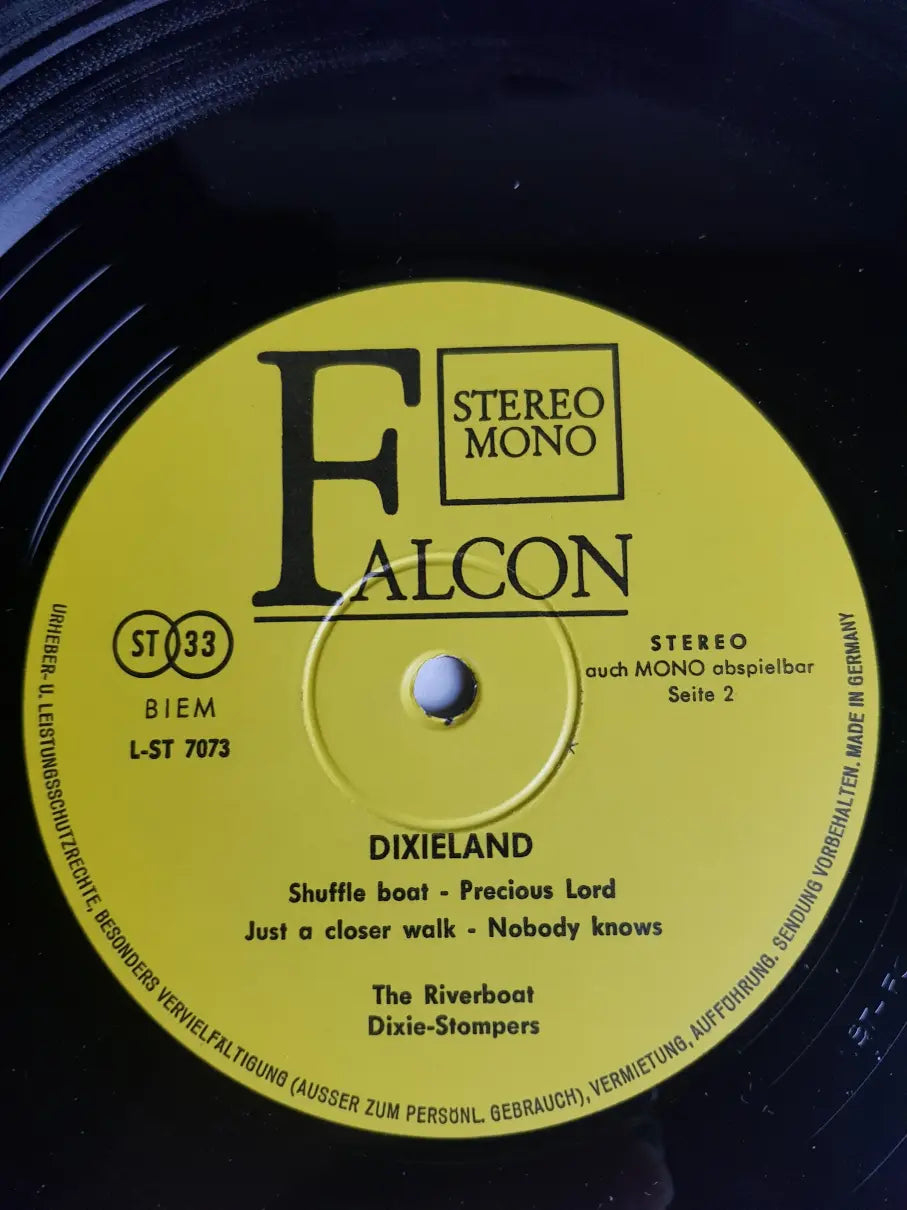 FALCON
STEREO
MONO
ST 33
BIEM
L-ST 7073
STEREO
auch MONO abspielbar
Seite 2
DIXIELAND
Shuffle boat - Precious Lord
Just a closer walk - Nobody knows
The Riverboat
Dixie-Stompers
URHEBER- U. LEISTUNGSSCHUTZRECHTE, BESONDERS VERVIELFÄLTIGUNG (AUSSER ZUM PERSÖNL. GEBRAUCH), VERMIETUNG, AUFFÜHRUNG. SENDUNG VORBEHALTEN. MADE IN GERMANY